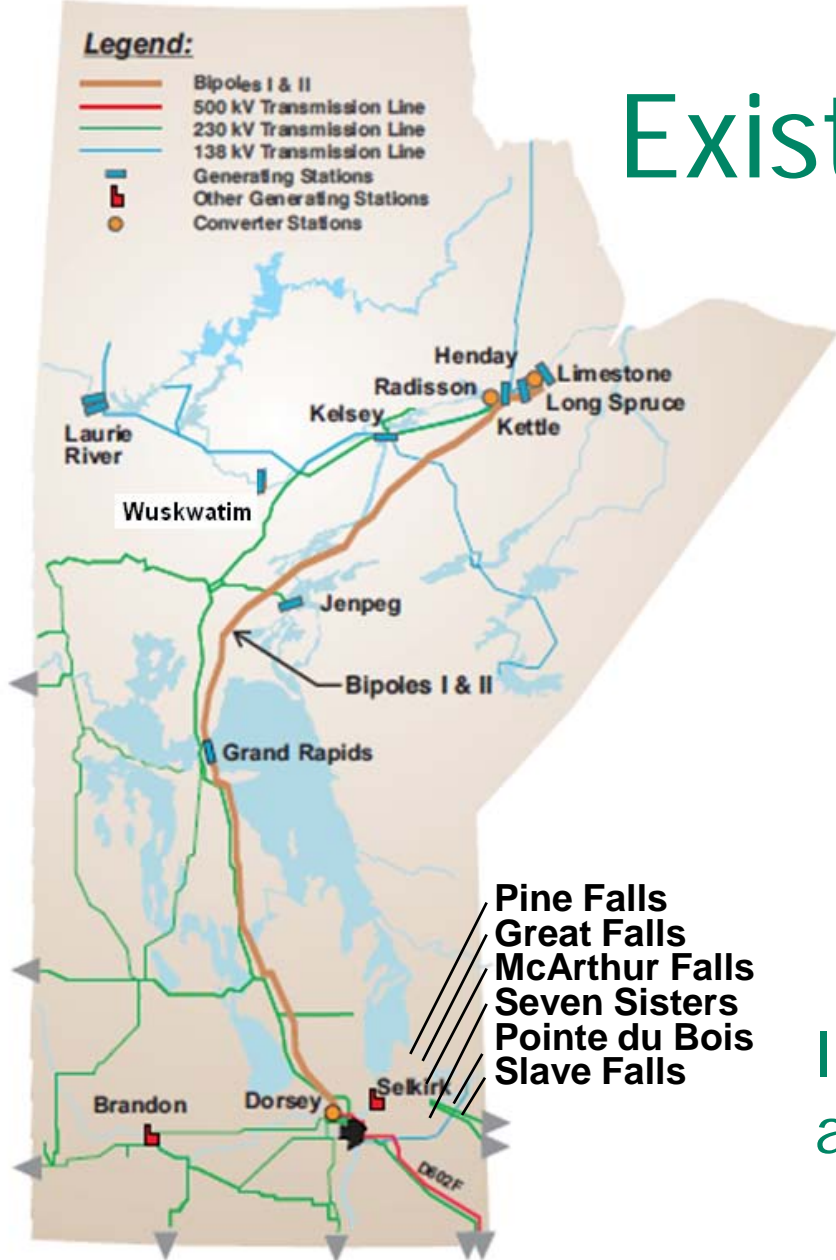 Legend:
Bipoles I & II
500 kV Transmission Line
230 kV Transmission Line
138 kV Transmission Line
Generating Stations
Other Generating Stations
Converter Stations
Exist
Henday
Limestone
Radisson
Long Spruce
Kelsey
Kettle
Laurie
River
Wuskwatim
Jenpeg
Bipoles I & II
Grand Rapids
Pine Falls
Great Falls
McArthur Falls
Seven Sisters
Pointe du Bois
Slave Falls
I
a
Selkirk
Brandon
Dorsey
D602F